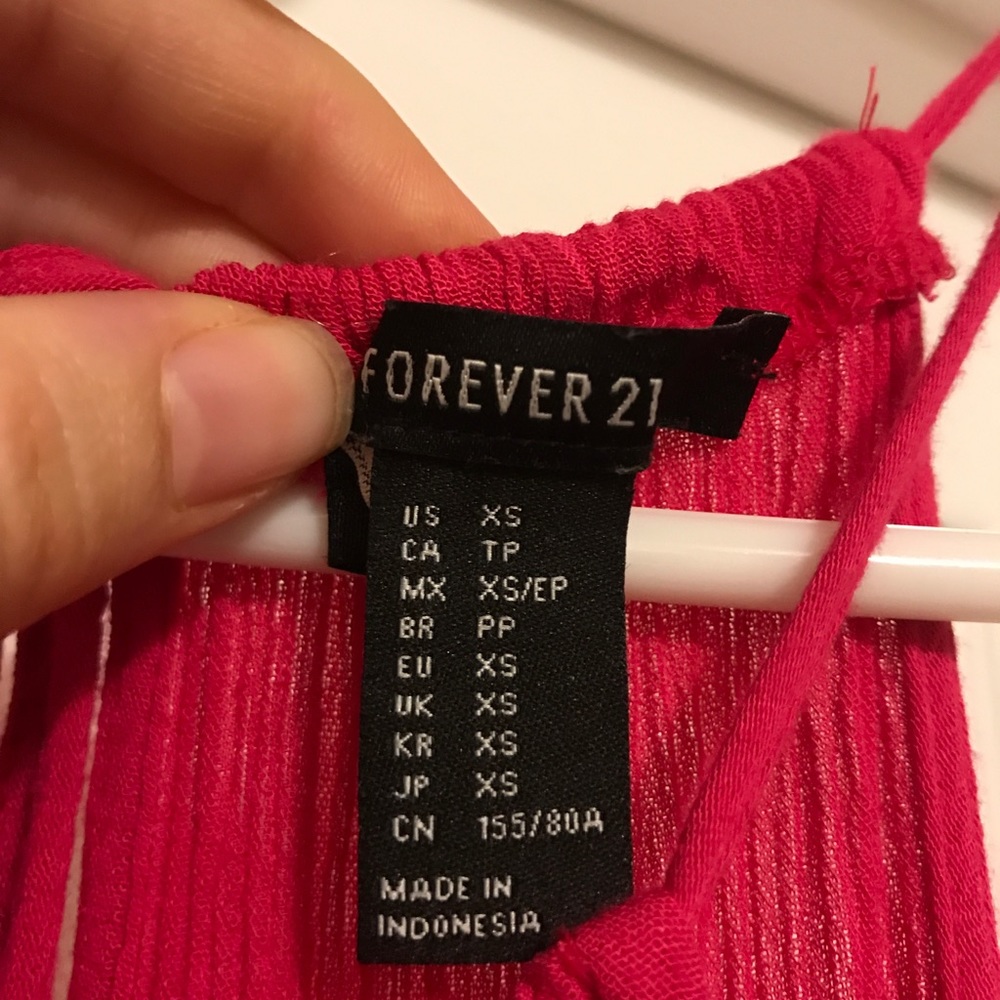 FOREVER 21
US XS
CA TP
MX XS/EP
BR PP
EU XS
UK XS
KR XS
JP XS
CN 155/80A
MADE IN
INDONESIA